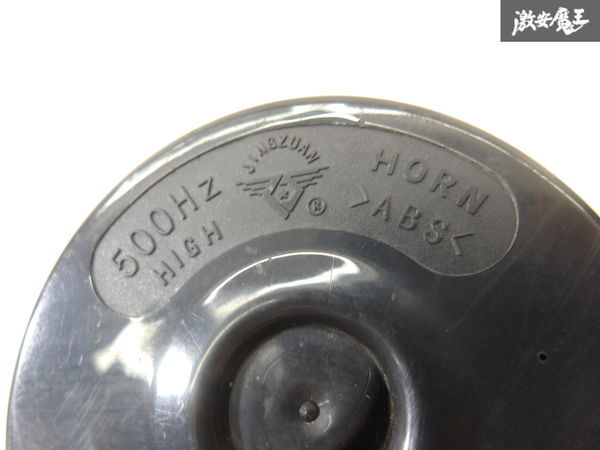 激安魔王
JINGZUAN
®
500Hz
HIGH
HORN
>ABS<